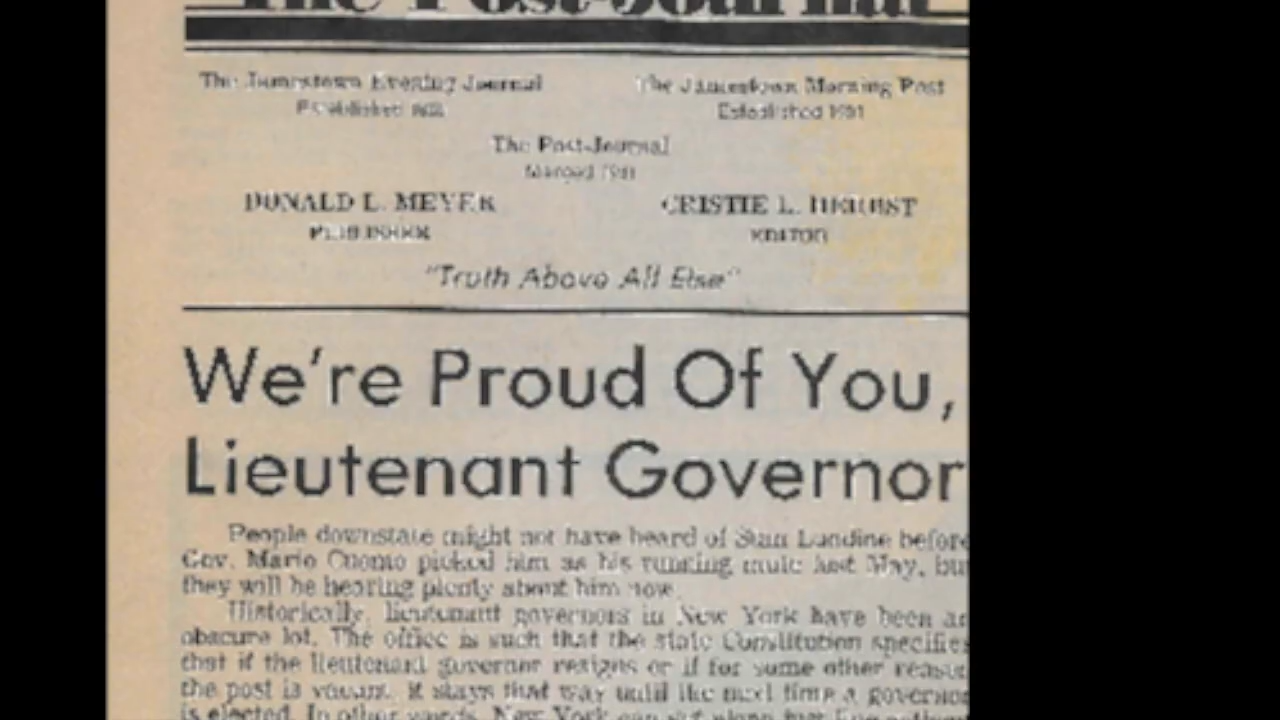 The Post-Journal
The Jamestown Evening Journal
The Jamestown Morning Post
Established
Established 1901
The Post-Journal
Merged 1941
DONALD L. MEYER
CRISTIE L. HERBST
PUBLISHER
EDITOR
"Truth Above All Else"
We're Proud Of You,
Lieutenant Governor
People downstate might not have heard of Stan Lundine before
Gov. Mario Cuomo picked him as his running mate last May, but
they will be hearing plenty about him now.
Historically, lieutenant governors in New York have been an
obscure lot. The office is such that the state Constitution specifies
that if the lieutenant governor resigns or if for some other reason
the post is vacant, it stays that way until the next time a governor
is elected. In other words, New York can get along just fine